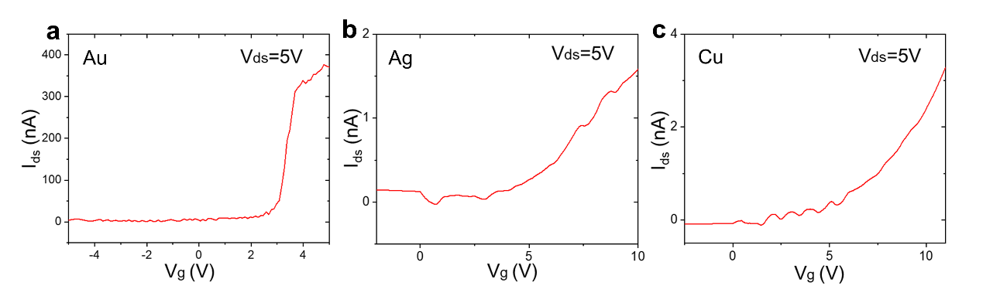 a
Au
Vds=5V
400
300
200
100
0
Ids (nA)
-4 -2 0 2 4
Vg (V)
b
Ag
Vds=5V
2
1
0
Ids (nA)
0 5 10
Vg (V)
c
Cu
Vds=5V
4
2
0
Ids (nA)
0 5 10
Vg (V)